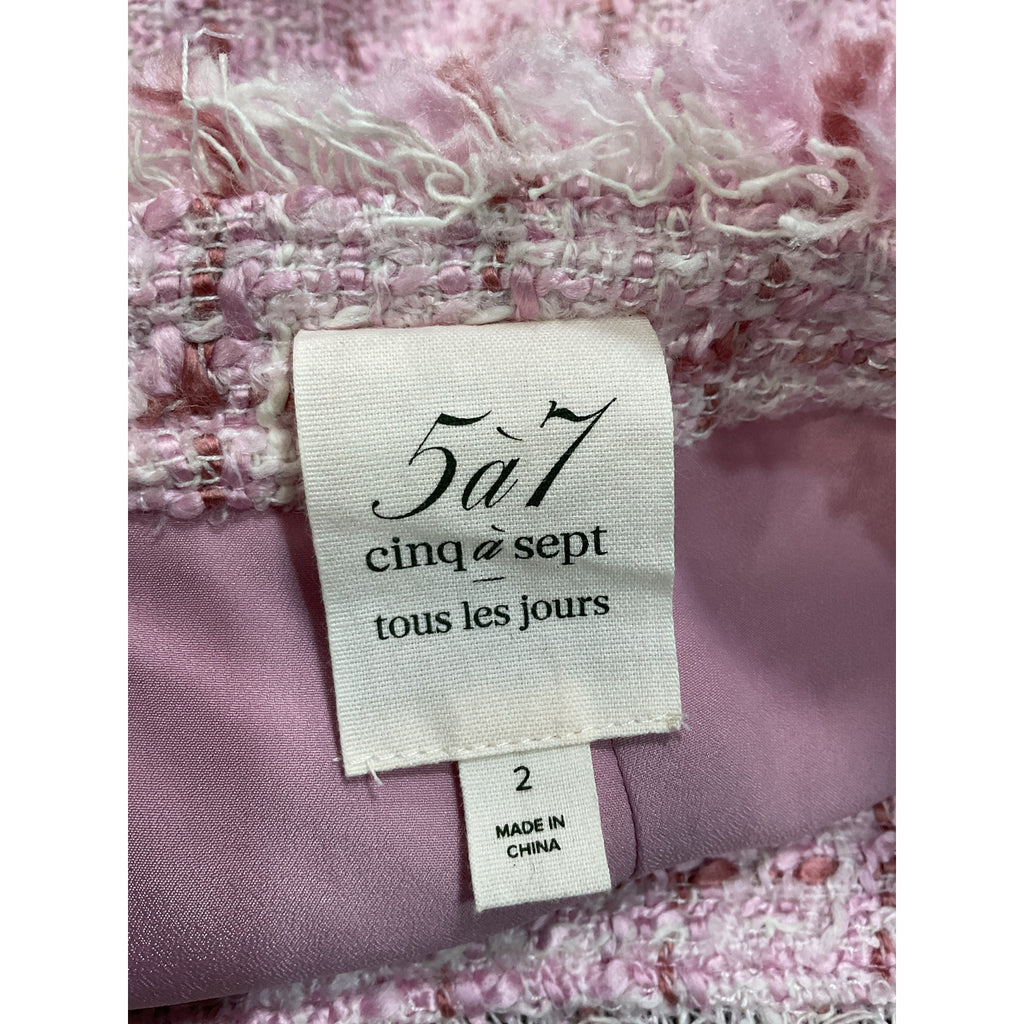 5à7
cinq à sept
tous les jours
2
MADE IN
CHINA